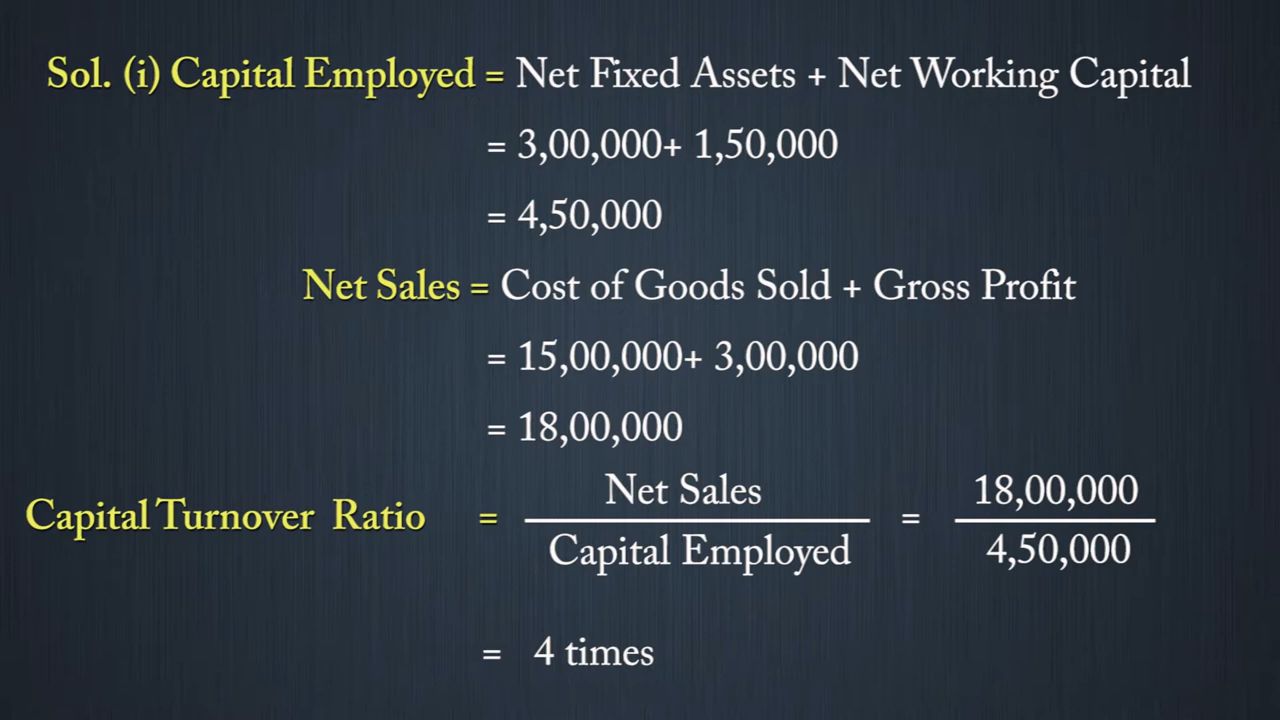 Sol. (i) Capital Employed = Net Fixed Assets + Net Working Capital
= 3,00,000+ 1,50,000
= 4,50,000
Net Sales = Cost of Goods Sold + Gross Profit
= 15,00,000+ 3,00,000
= 18,00,000
Net Sales 18,00,000
Capital Turnover Ratio = =
Capital Employed 4,50,000
= 4 times